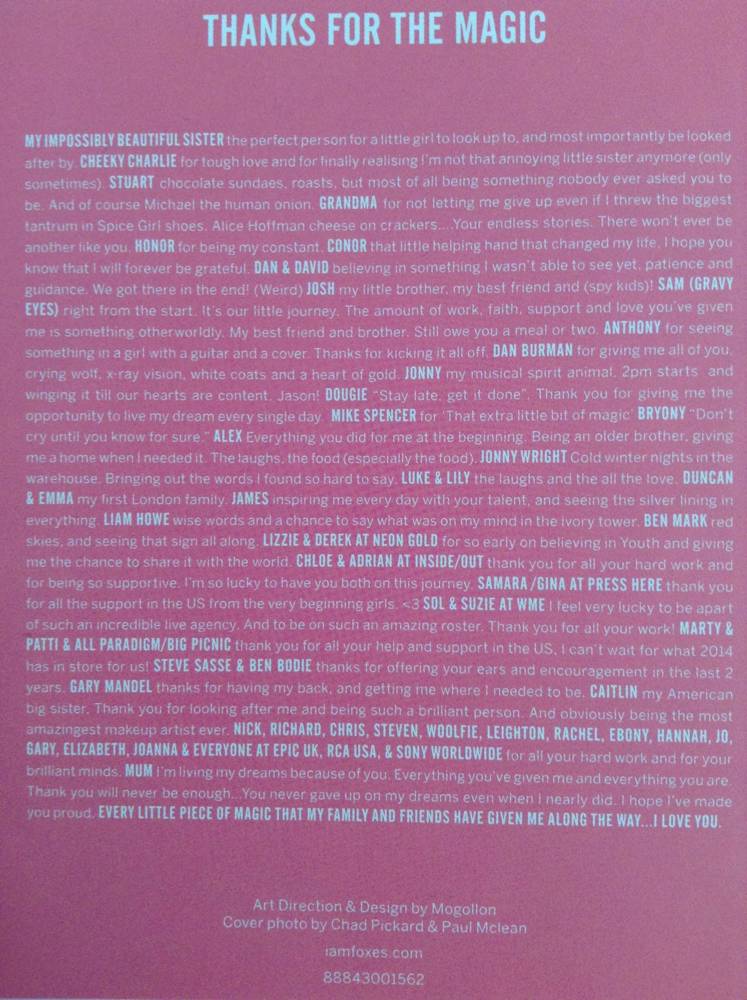 THANKS FOR THE MAGIC
MY IMPOSSIBLY BEAUTIFUL SISTER the perfect person for a little girl to look up to, and most importantly be looked
after by. CHEEKY CHARLIE for tough love and for finally realising I'm not that annoying little sister anymore (only
sometimes). STUART chocolate sundaes, roasts, but most of all being something nobody ever asked you to
be. And of course Michael the human onion. GRANDMA for not letting me give up even if I threw the biggest
tantrum in Spice Girl shoes. Alice Hoffman cheese on crackers....Your endless stories. There won't ever be
another like you. HONOR for being my constant. CONOR that little helping hand that changed my life. I hope you
know that I will forever be grateful. DAN & DAVID believing in something I wasn't able to see yet, patience and
guidance. We got there in the end! (Weird) JOSH my little brother, my best friend and (spy kids)! SAM (GRAVY
EYES) right from the start. It's our little journey. The amount of work, faith, support and love you've given
me is something otherworldly. My best friend and brother. Still owe you a meal or two. ANTHONY for seeing
something in a girl with a guitar and a cover. Thanks for kicking it all off. DAN BURMAN for giving me all of you,
crying wolf, x-ray vision, white coats and a heart of gold. JONNY my musical spirit animal. 2pm starts and
winging it till our hearts are content. Jason! DOUGIE "Stay late, get it done". Thank you for giving me the
opportunity to live my dream every single day. MIKE SPENCER for 'That extra little bit of magic' BRYONY "Don't
cry until you know for sure." ALEX Everything you did for me at the beginning. Being an older brother, giving
me a home when I needed it. The laughs, the food (especially the food). JONNY WRIGHT Cold winter nights in the
warehouse. Bringing out the words I found so hard to say. LUKE & LILY the laughs and the all the love. DUNCAN
& EMMA my first London family. JAMES inspiring me every day with your talent, and seeing the silver lining in
everything. LIAM HOWE wise words and a chance to say what was on my mind in the ivory tower. BEN MARK red
skies, and seeing that sign all along. LIZZIE & DEREK AT NEON GOLD for so early on believing in Youth and giving
me the chance to share it with the world. CHLOE & ADRIAN AT INSIDE/OUT thank you for all your hard work and
for being so supportive. I'm so lucky to have you both on this journey. SAMARA /GINA AT PRESS HERE thank you
for all the support in the US from the very beginning girls. <3 SOL & SUZIE AT WME I feel very lucky to be apart
of such an incredible live agency. And to be on such an amazing roster. Thank you for all your work! MARTY &
PATTI & ALL PARADIGM/BIG PICNIC thank you for all your help and support in the US, I can't wait for what 2014
has in store for us! STEVE SASSE & BEN BODIE thanks for offering your ears and encouragement in the last 2
years. GARY MANDEL thanks for having my back, and getting me where I needed to be. CAITLIN my American
big sister. Thank you for looking after me and being such a brilliant person. And obviously being the most
amazingest makeup artist ever. NICK, RICHARD, CHRIS, STEVEN, WOOLFIE, LEIGHTON, RACHEL, EBONY, HANNAH, JO,
GARY, ELIZABETH, JOANNA & EVERYONE AT EPIC UK, RCA USA, & SONY WORLDWIDE for all your hard work and for your
brilliant minds. MUM I'm living my dreams because of you. Everything you've given me and everything you are.
Thank you will never be enough...You never gave up on my dreams even when I nearly did. I hope I've made
you proud. EVERY LITTLE PIECE OF MAGIC THAT MY FAMILY AND FRIENDS HAVE GIVEN ME ALONG THE WAY...I LOVE YOU.
Art Direction & Design by Mogollon
Cover photo by Chad Pickard & Paul Mclean
iamfoxes.com
88843001562